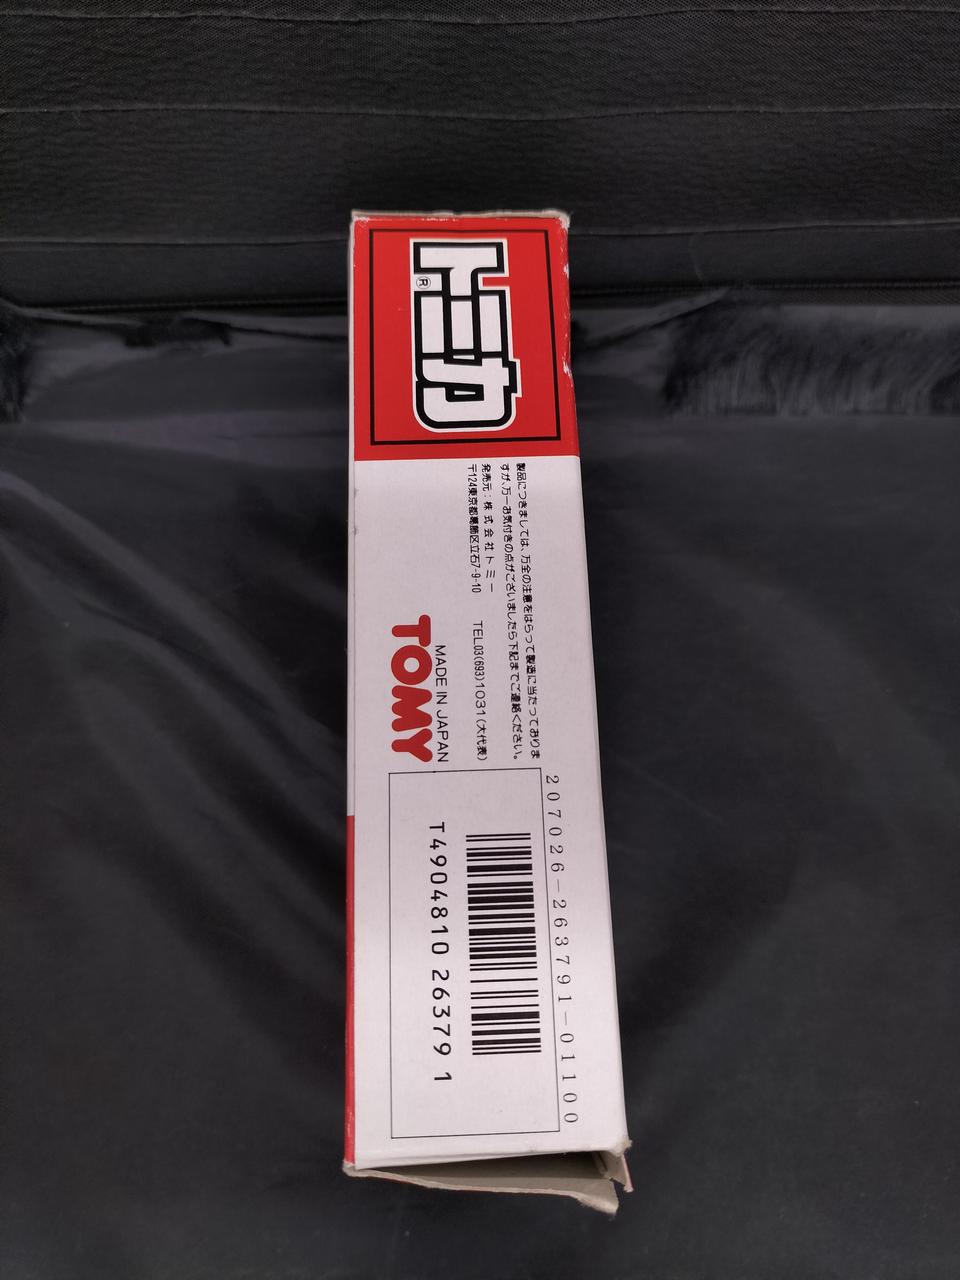 トミカ®
製品につきましては、万全の注意をはらって製造に当たっておりま
すが、万一お気付きの点がございましたら下記までご連絡ください。
発売元:株式会社トミー
〒124東京都葛飾区立石7-9-10 TEL.03(693)1031(大代表)
MADE IN JAPAN
TOMY
207026-263791-01100
T4904810 26379 1